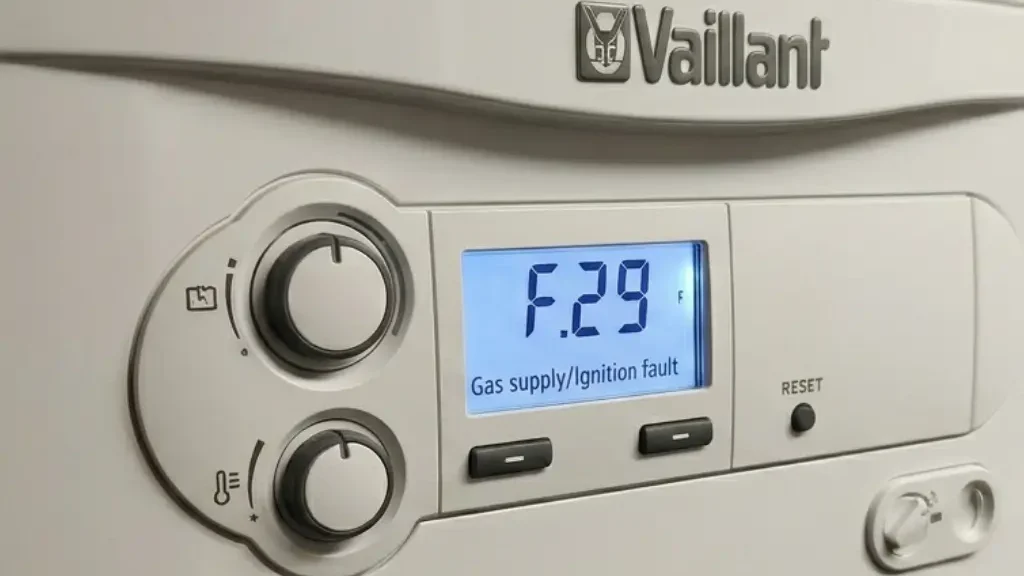 Vaillant
F.29
F
Gas supply/Ignition fault
RESET